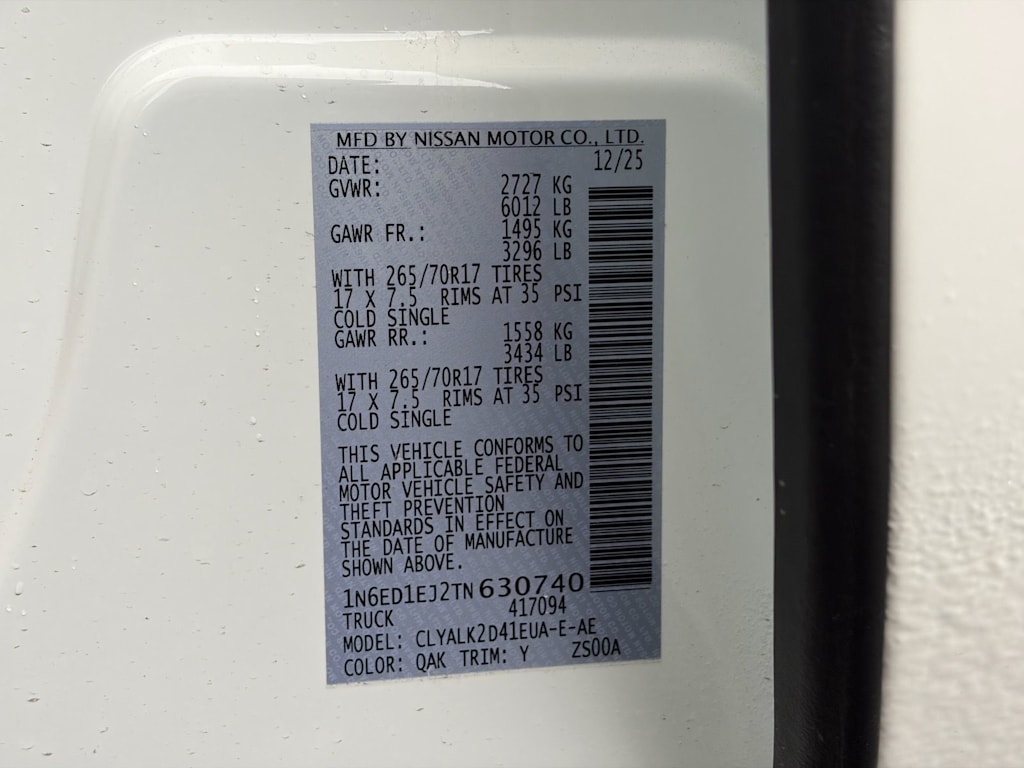 MFD BY NISSAN MOTOR CO., LTD.
DATE: 12/25
GVWR: 2727 KG
6012 LB
GAWR FR.: 1495 KG
3296 LB
WITH 265/70R17 TIRES
17 X 7.5 RIMS AT 35 PSI
COLD SINGLE
GAWR RR.: 1558 KG
3434 LB
WITH 265/70R17 TIRES
17 X 7.5 RIMS AT 35 PSI
COLD SINGLE
THIS VEHICLE CONFORMS TO
ALL APPLICABLE FEDERAL
MOTOR VEHICLE SAFETY AND
THEFT PREVENTION
STANDARDS IN EFFECT ON
THE DATE OF MANUFACTURE
SHOWN ABOVE.
1N6ED1EJ2TN630740
TRUCK 417094
MODEL: CLYALK2D41EUA-E-AE
COLOR: QAK TRIM: Y ZS00A